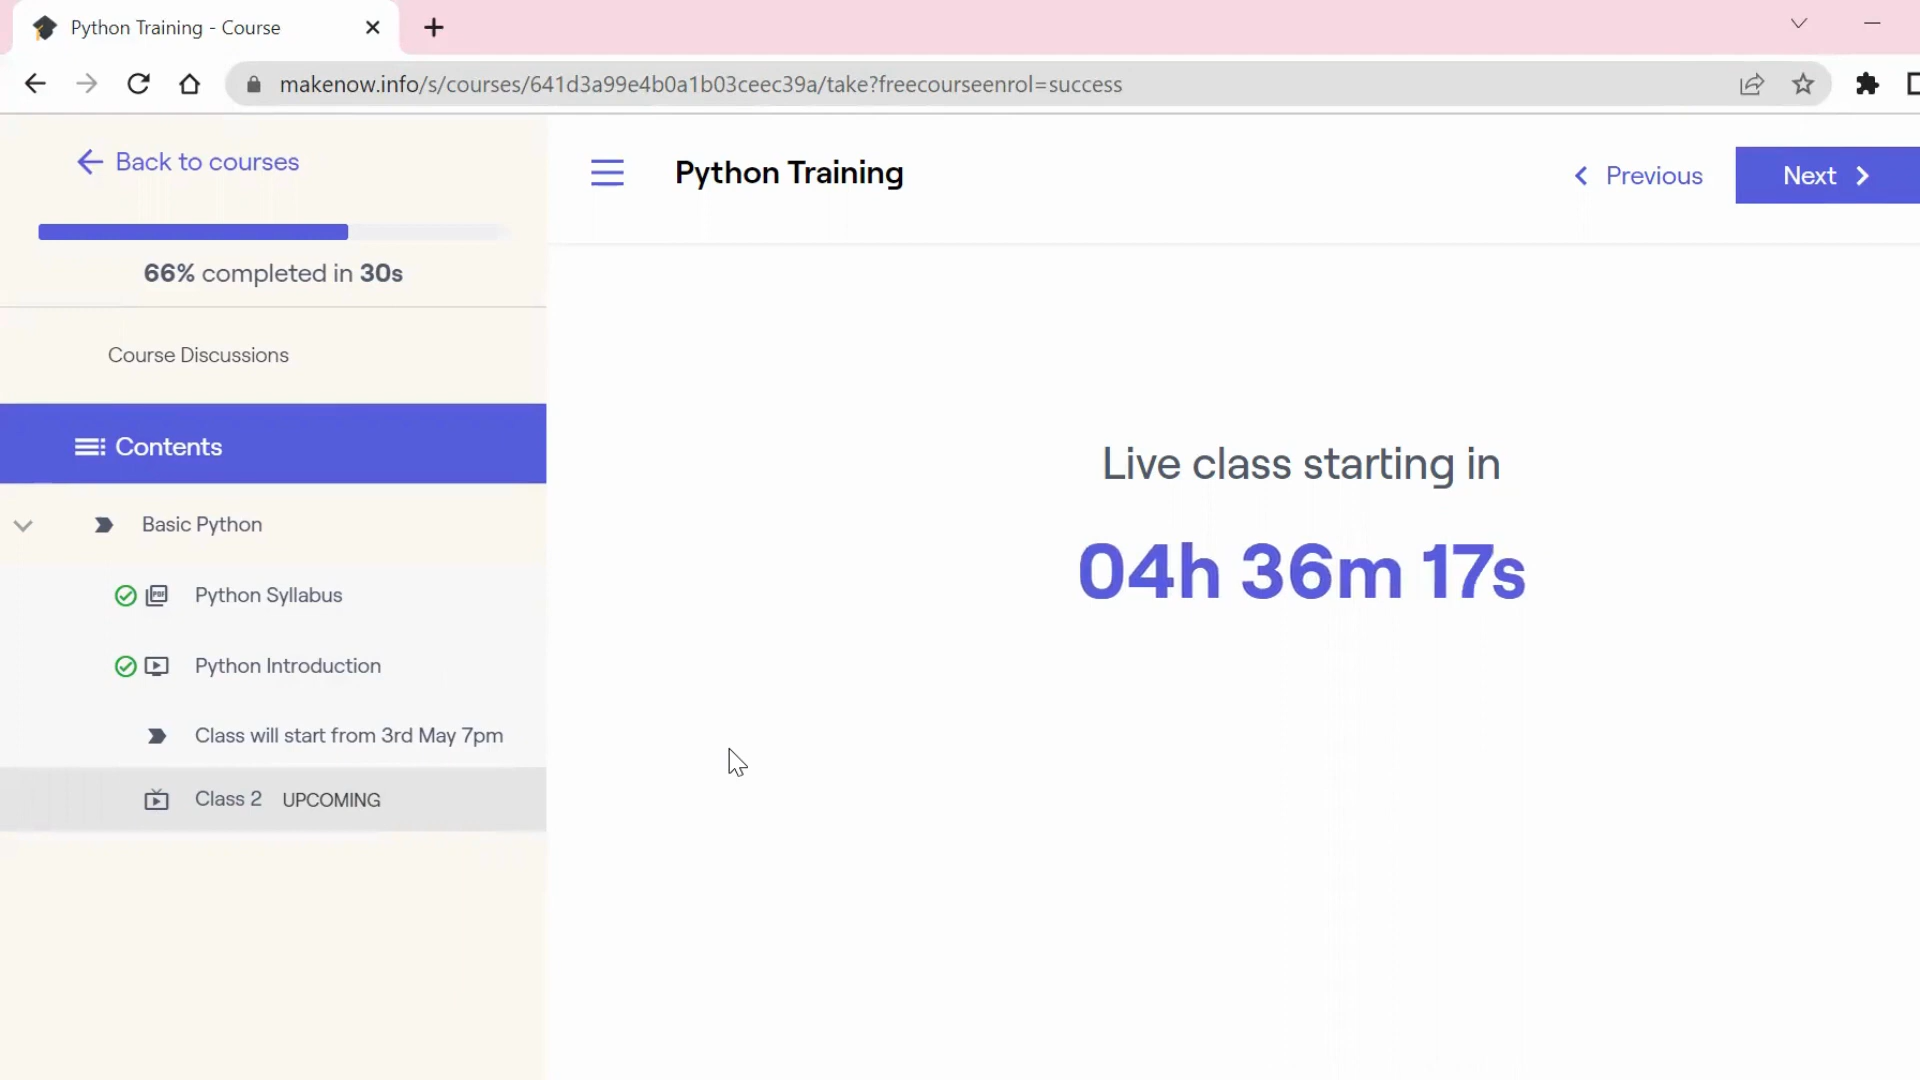 Python Training - Course
makenow.info/s/courses/641d3a99e4b0a1b03ceec39a/take?freecourseenrol=success
Back to courses
66% completed in 30s
Course Discussions
Contents
Basic Python
PDF
Python Syllabus
Python Introduction
Class will start from 3rd May 7pm
Class 2 UPCOMING
Python Training
Previous
Next
Live class starting in
04h 36m 17s